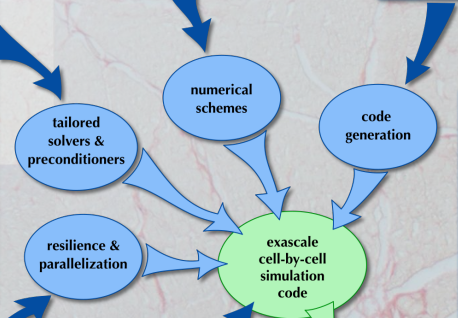 numerical
schemes
code
generation
tailored
solvers &
preconditioners
resilience &
parallelization
exascale
cell-by-cell
simulation
code